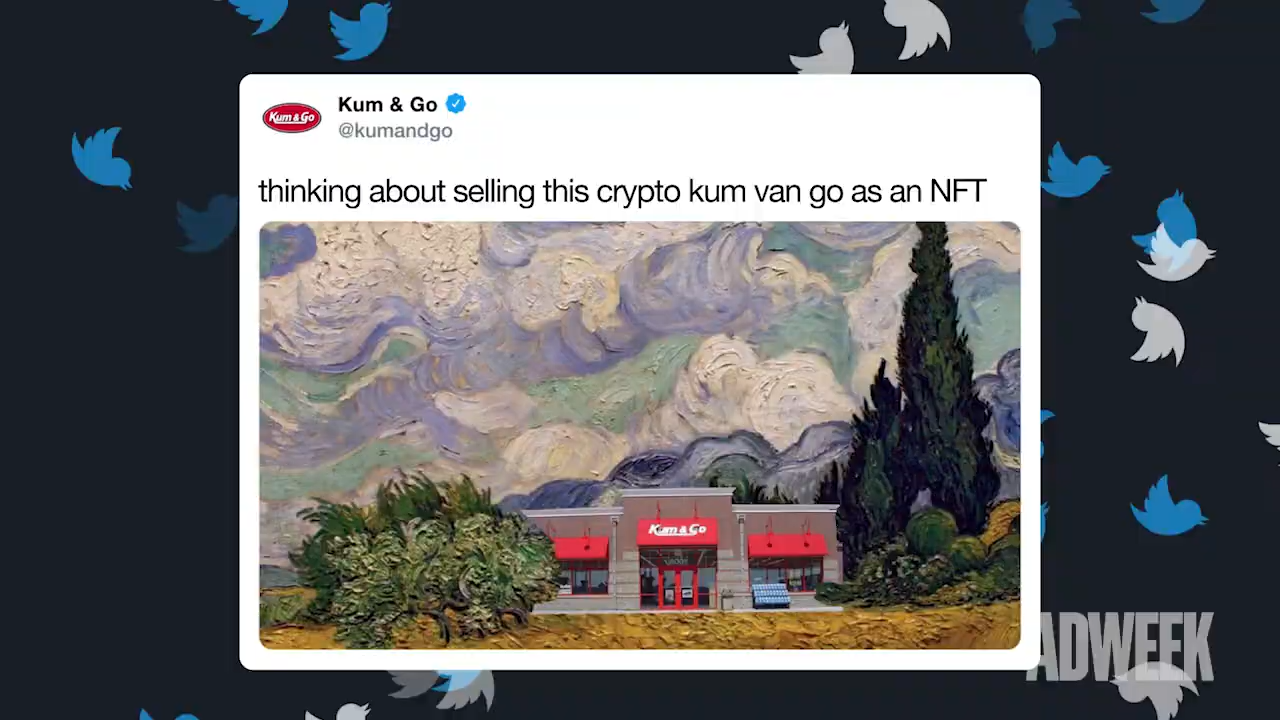 Kum & Go
Kum & Go
@kumandgo
thinking about selling this crypto kum van go as an NFT
Kum & Go
ADWEEK